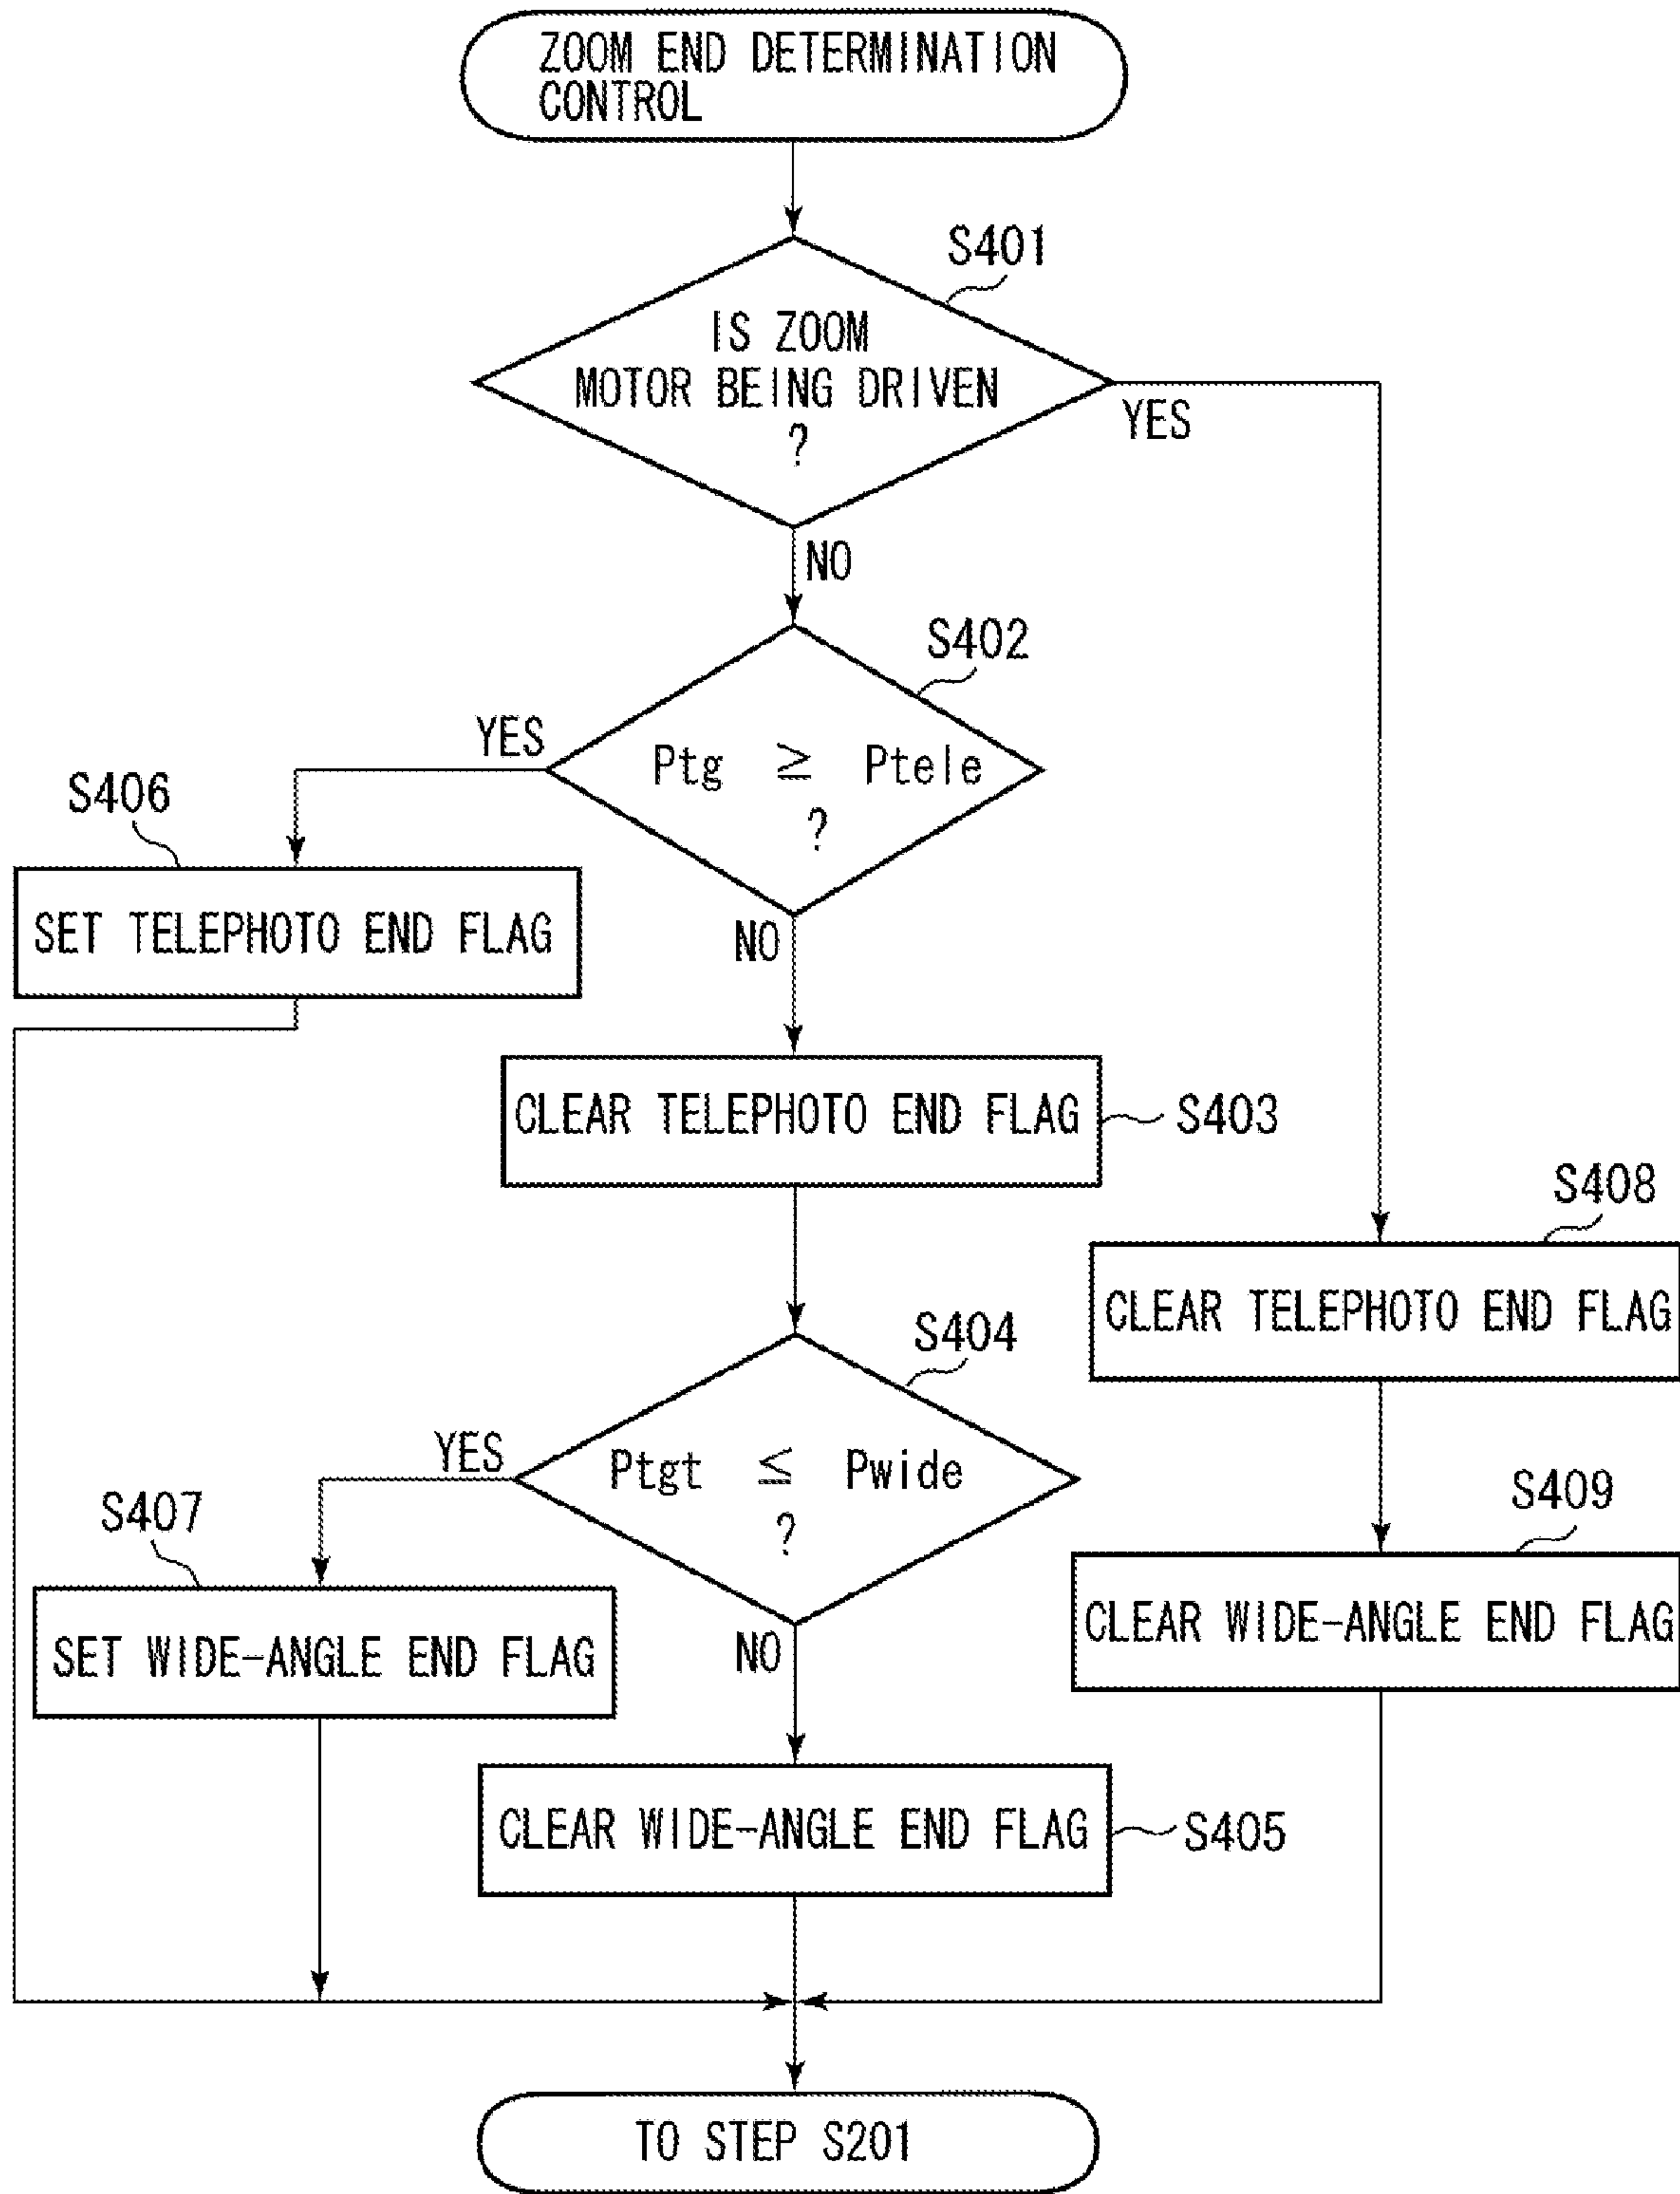 ZOOM END DETERMINATION
CONTROL
S401
IS ZOOM
MOTOR BEING DRIVEN
?
YES
NO
S402
YES
Ptg ≧ Ptele
?
S406
SET TELEPHOTO END FLAG
NO
CLEAR TELEPHOTO END FLAG
S403
S408
CLEAR TELEPHOTO END FLAG
S404
YES
Ptgt ≦ Pwide
?
S407
SET WIDE-ANGLE END FLAG
NO
S409
CLEAR WIDE-ANGLE END FLAG
CLEAR WIDE-ANGLE END FLAG
S405
TO STEP S201